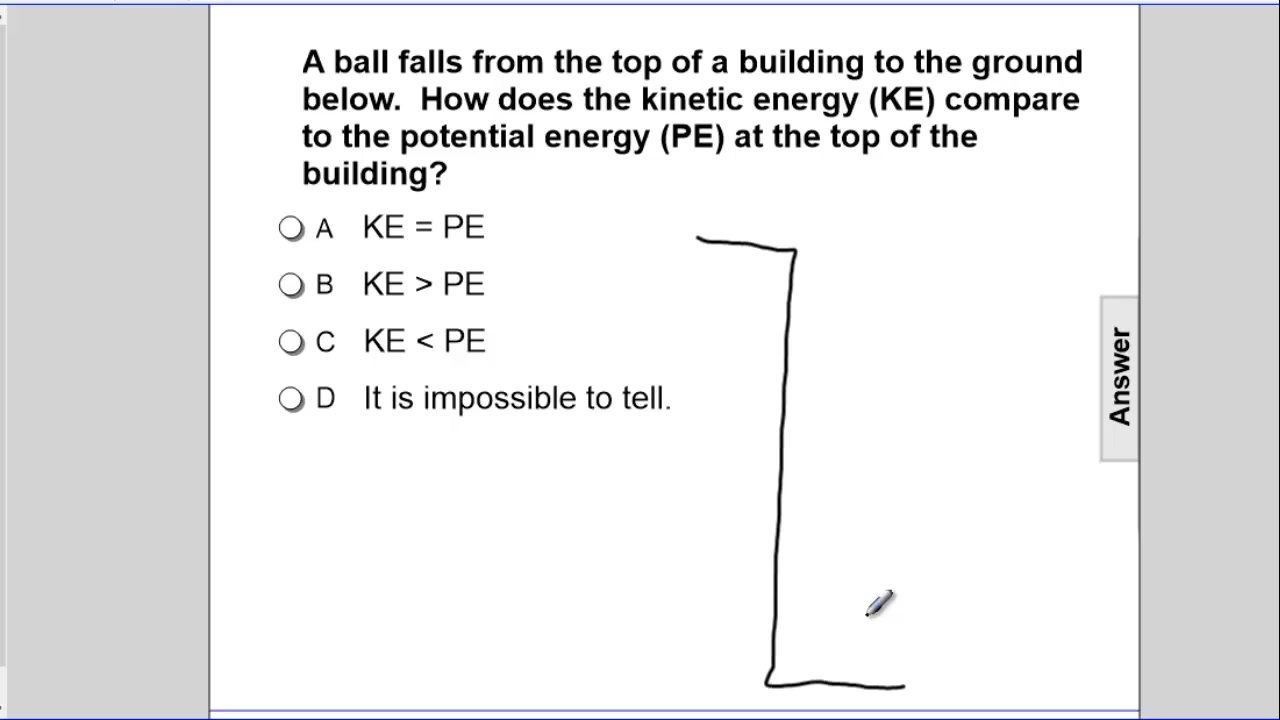 A ball falls from the top of a building to the ground
below. How does the kinetic energy (KE) compare
to the potential energy (PE) at the top of the
building?
A KE = PE
B KE > PE
C KE < PE
D It is impossible to tell.
Answer